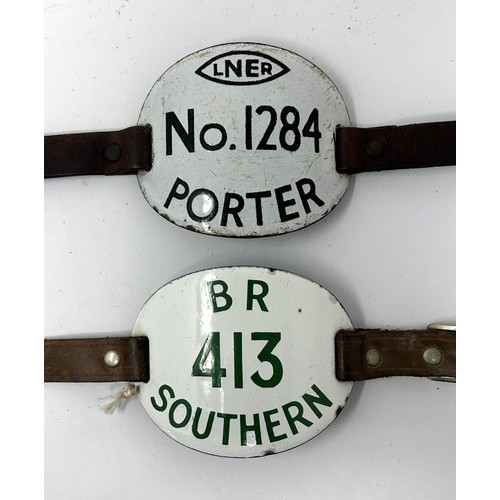 LNER
No. 1284
PORTER
BR
413
SOUTHERN